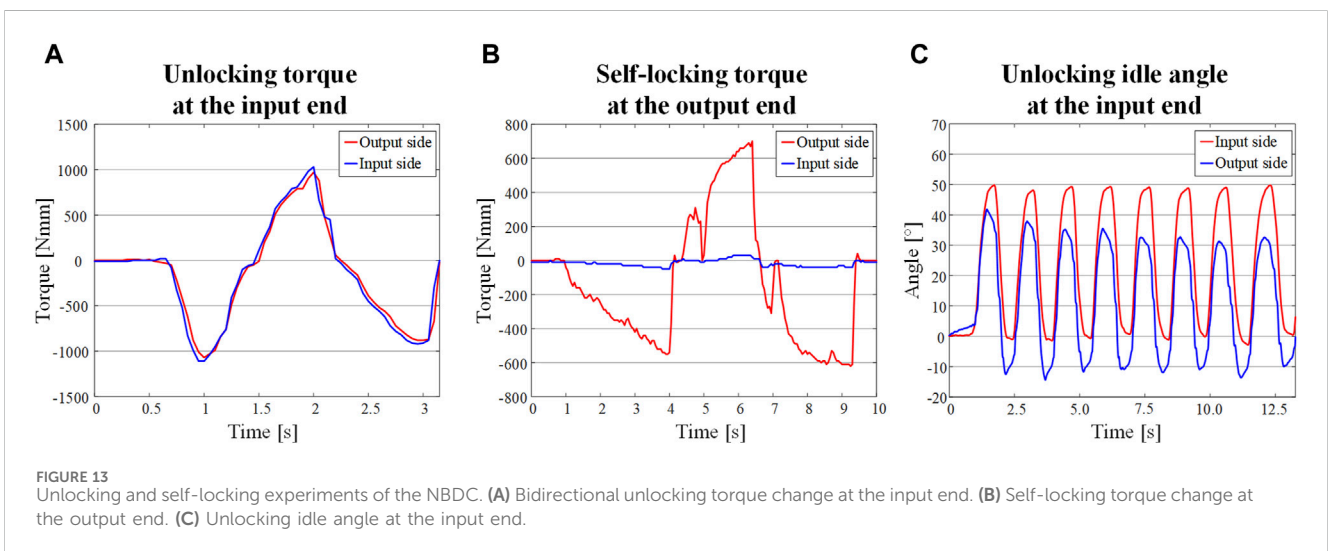 A
Unlocking torque
at the input end
1500
1000
500
0
-500
-1000
-1500
Torque [Nmm]
Output side
Input side
0 0.5 1 1.5 2 2.5 3
Time [s]
B
Self-locking torque
at the output end
800
600
400
200
0
-200
-400
-600
-800
Torque [Nmm]
Output side
Input side
0 1 2 3 4 5 6 7 8 9 10
Time [s]
C
Unlocking idle angle
at the input end
70
60
50
40
30
20
10
0
-10
-20
Angle [°]
Input side
Output side
0 2.5 5.0 7.5 10.0 12.5
Time [s]
FIGURE 13
Unlocking and self-locking experiments of the NBDC. (A) Bidirectional unlocking torque change at the input end. (B) Self-locking torque change at
the output end. (C) Unlocking idle angle at the input end.